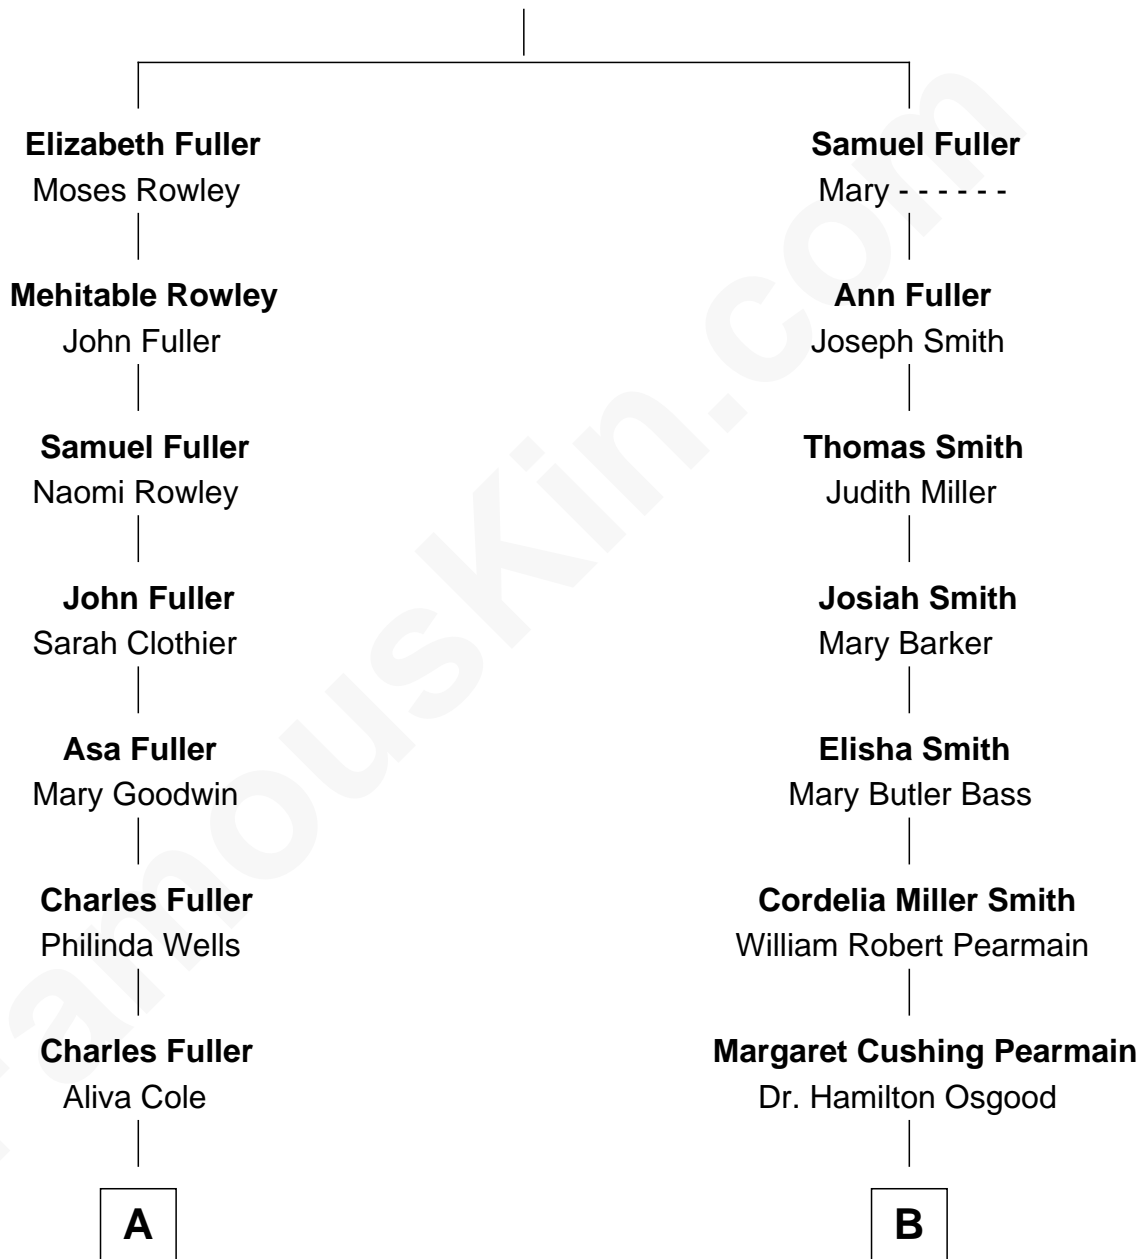 Elizabeth Fuller
Moses Rowley
Mehitable Rowley
John Fuller
Samuel Fuller
Naomi Rowley
John Fuller
Sarah Clothier
Asa Fuller
Mary Goodwin
Charles Fuller
Philinda Wells
Charles Fuller
Aliva Cole
A
Samuel Fuller
Mary - - - - - -
Ann Fuller
Joseph Smith
Thomas Smith
Judith Miller
Josiah Smith
Mary Barker
Elisha Smith
Mary Butler Bass
Cordelia Miller Smith
William Robert Pearmain
Margaret Cushing Pearmain
Dr. Hamilton Osgood
B
FamousKin.com